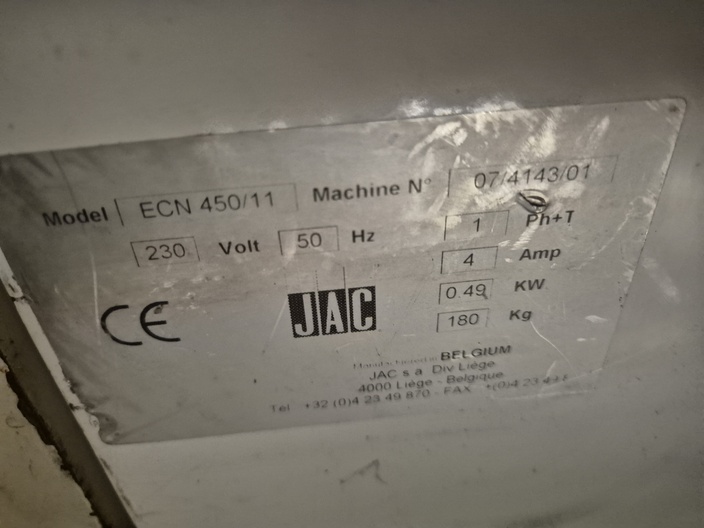 Model ECN 450/11 Machine N° 07/4143/01
230 Volt 50 Hz 1 Ph+T
4 Amp
0.49 KW
CE JAC 180 Kg
BELGIUM
JAC s a Div Liège
4000 Liège - Belgique
Tél +32 (0)4 23 49 870 - FAX